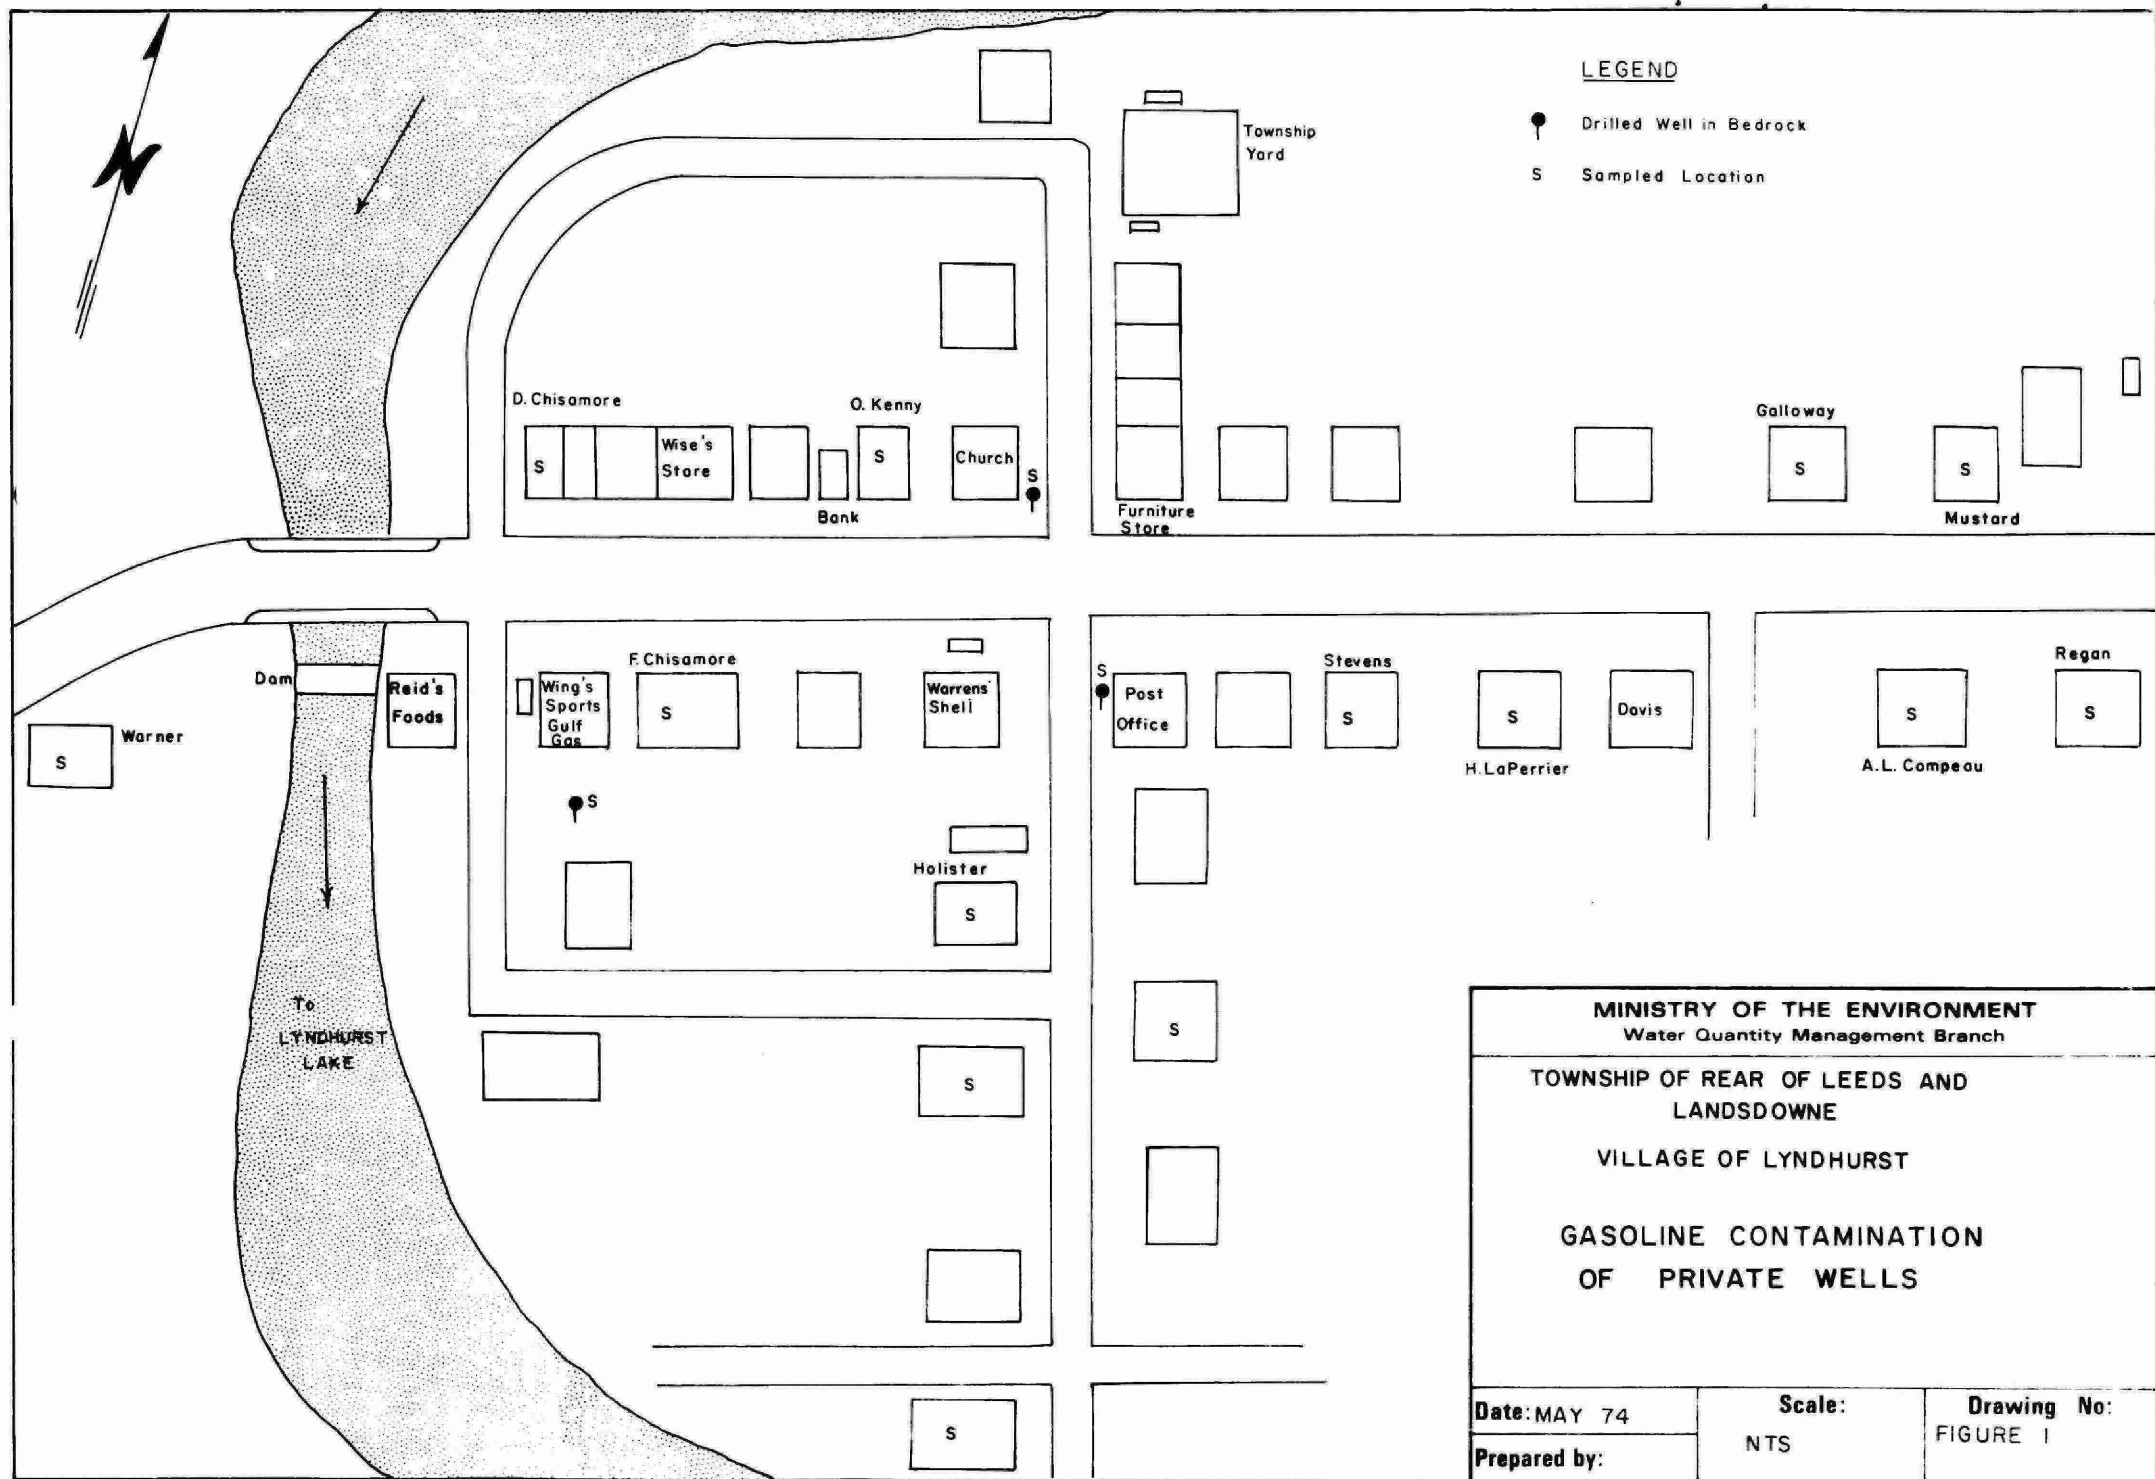 LEGEND
Drilled Well in Bedrock
S Sampled Location
N
Township
Yard
D. Chisamore
O. Kenny
Galloway
S
Wise's
Store
S
Church
S
S
S
Bank
Furniture
Store
Mustard
Dam
Reid's
Foods
Wing's
Sports
Gulf
Gas
F. Chisamore
S
Warrens'
Shell
S
Post
Office
Stevens
S
S
H. LaPerrier
Davis
S
A.L. Compeau
Regan
S
Warner
S
S
Holister
S
To
LYNDHURST
LAKE
S
S
S
MINISTRY OF THE ENVIRONMENT
Water Quantity Management Branch
TOWNSHIP OF REAR OF LEEDS AND
LANDSDOWNE
VILLAGE OF LYNDHURST
GASOLINE CONTAMINATION
OF PRIVATE WELLS
Date: MAY 74
Scale:
NTS
Drawing No:
FIGURE 1
Prepared by: